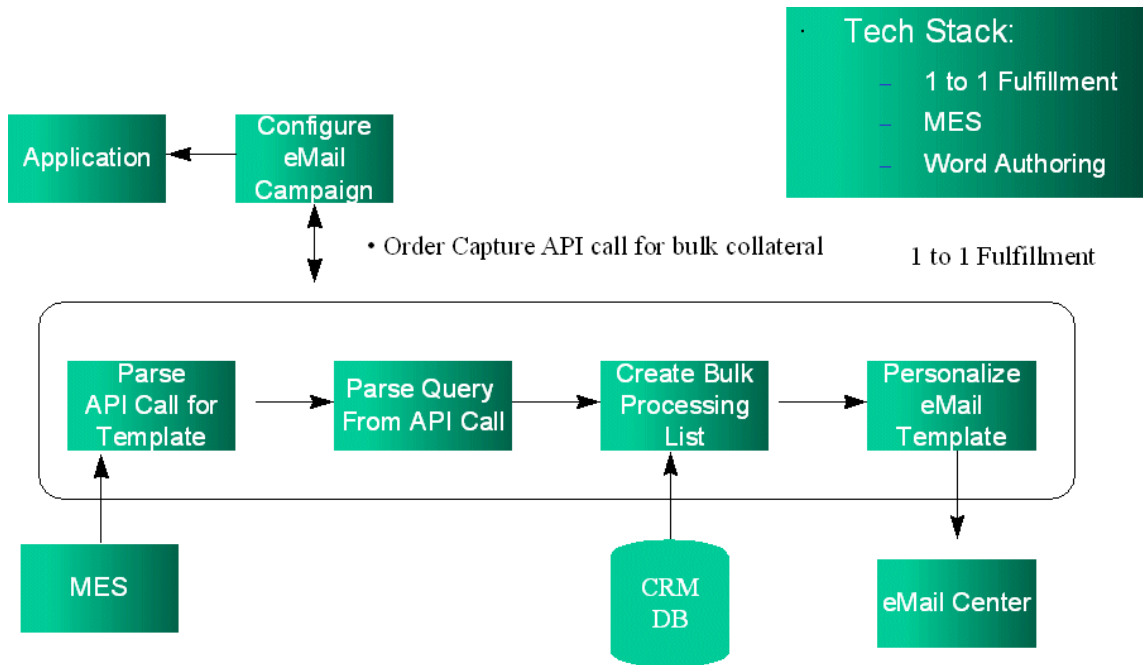 Tech Stack:
– 1 to 1 Fulfillment
– MES
– Word Authoring
Application
Configure
eMail
Campaign
• Order Capture API call for bulk collateral
1 to 1 Fulfillment
Parse
API Call for
Template
Parse Query
From API Call
Create Bulk
Processing
List
Personalize
eMail
Template
MES
CRM
DB
eMail Center